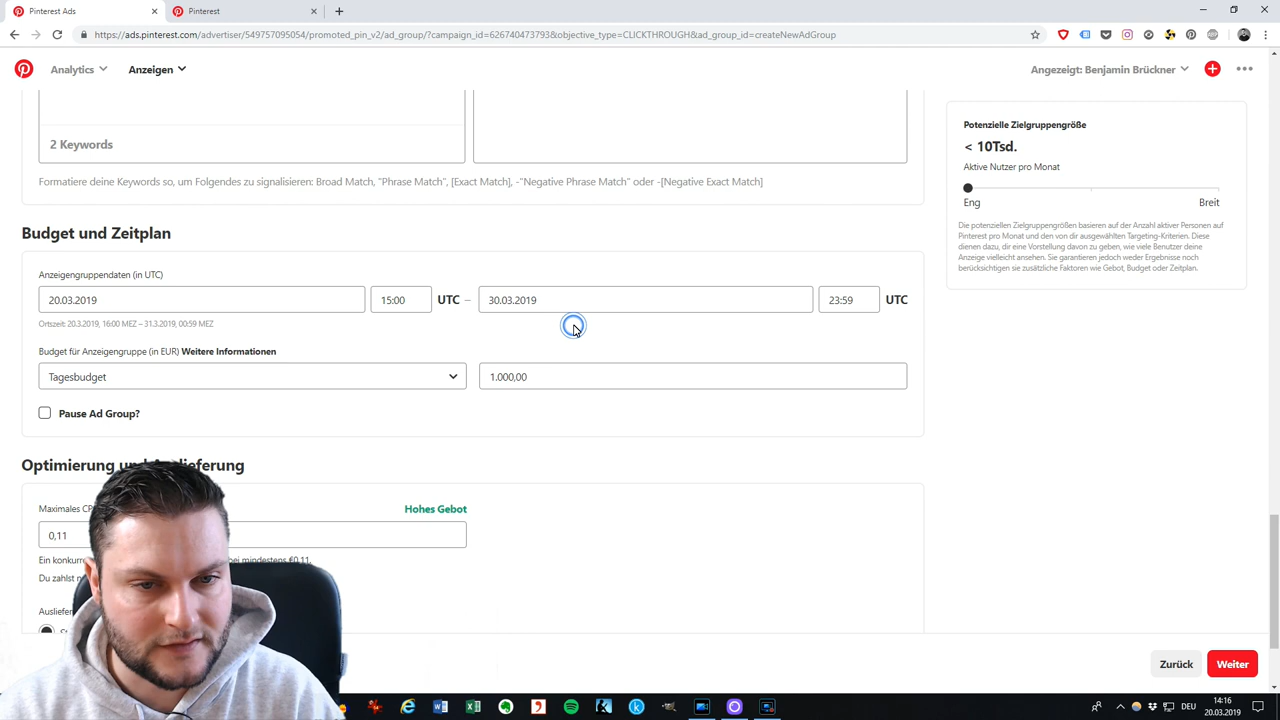 Pinterest Ads
Pinterest
https://ads.pinterest.com/advertiser/549757095054/promoted_pin_v2/ad_group/?campaign_id=626740473793&objective_type=CLICKTHROUGH&ad_group_id=createNewAdGroup
Analytics
Anzeigen
Angezeigt: Benjamin Brückner
2 Keywords
Formatiere deine Keywords so, um Folgendes zu signalisieren: Broad Match, "Phrase Match", [Exact Match], -"Negative Phrase Match" oder -[Negative Exact Match]
Potenzielle Zielgruppengröße
< 10Tsd.
Aktive Nutzer pro Monat
Eng Breit
Die potenziellen Zielgruppengrößen basieren auf der Anzahl aktiver Personen auf
Pinterest pro Monat und den von dir ausgewählten Targeting-Kriterien. Diese
dienen dazu, dir eine Vorstellung davon zu geben, wie viele Benutzer deine
Anzeige vielleicht ansehen. Sie garantieren jedoch weder Ergebnisse noch
berücksichtigen sie zusätzliche Faktoren wie Gebot, Budget oder Zeitplan.
Budget und Zeitplan
Anzeigengruppendaten (in UTC)
20.03.2019 15:00 UTC – 30.03.2019 23:59 UTC
Ortszeit: 20.3.2019, 16:00 MEZ – 31.3.2019, 00:59 MEZ
Budget für Anzeigengruppe (in EUR) Weitere Informationen
Tagesbudget 1.000,00
Pause Ad Group?
Optimierung
Maximales Hohes Gebot
0,11
Ein bei mindestens €0,11.
Du zahlst
Zurück Weiter
DEU
14:16
20.03.2019